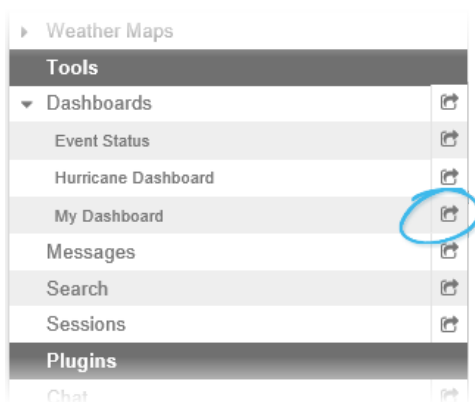 Weather Maps
Tools
Dashboards
Event Status
Hurricane Dashboard
My Dashboard
Messages
Search
Sessions
Plugins
Chat